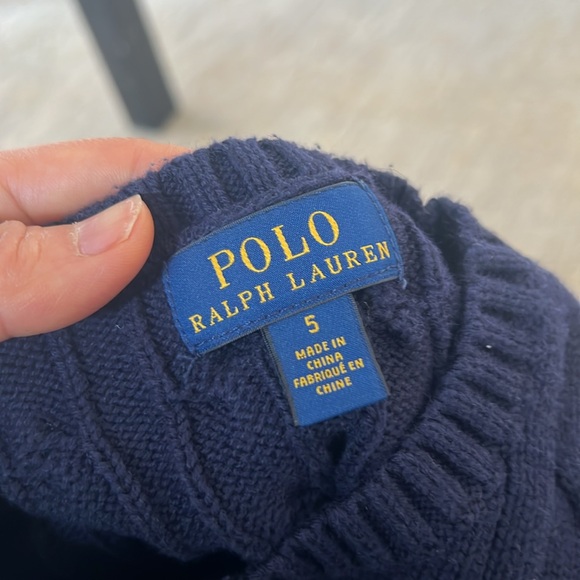 POLO
RALPH LAUREN
5
MADE IN
CHINA
FABRIQUÉ EN
CHINE